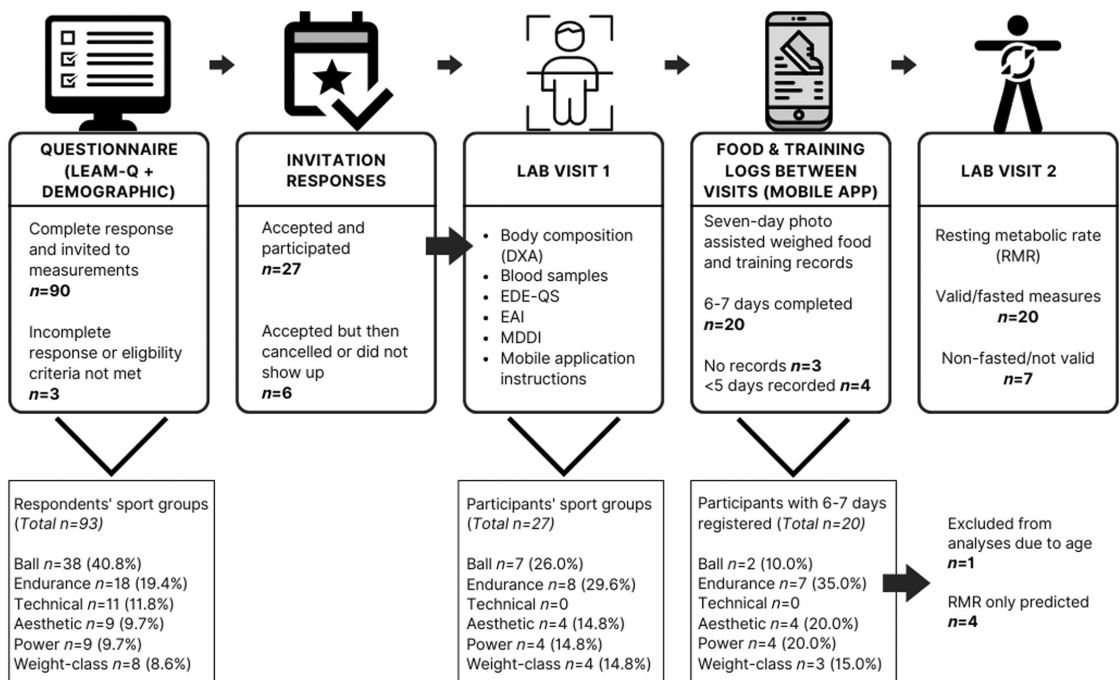 QUESTIONNAIRE
(LEAM-Q +
DEMOGRAPHIC)
Complete response
and invited to
measurements
n=90
Incomplete
response or eligbility
criteria not met
n=3
INVITATION
RESPONSES
Accepted and
participated
n=27
Accepted but then
cancelled or did not
show up
n=6
LAB VISIT 1
• Body composition
(DXA)
• Blood samples
• EDE-QS
• EAI
• MDDI
• Mobile application
instructions
FOOD & TRAINING
LOGS BETWEEN
VISITS (MOBILE APP)
Seven-day photo
assisted weighed food
and training records
6-7 days completed
n=20
No records n=3
<5 days recorded n=4
LAB VISIT 2
Resting metabolic rate
(RMR)
Valid/fasted measures
n=20
Non-fasted/not valid
n=7
Respondents' sport groups
(Total n=93)
Ball n=38 (40.8%)
Endurance n=18 (19.4%)
Technical n=11 (11.8%)
Aesthetic n=9 (9.7%)
Power n=9 (9.7%)
Weight-class n=8 (8.6%)
Participants' sport groups
(Total n=27)
Ball n=7 (26.0%)
Endurance n=8 (29.6%)
Technical n=0
Aesthetic n=4 (14.8%)
Power n=4 (14.8%)
Weight-class n=4 (14.8%)
Participants with 6-7 days
registered (Total n=20)
Ball n=2 (10.0%)
Endurance n=7 (35.0%)
Technical n=0
Aesthetic n=4 (20.0%)
Power n=4 (20.0%)
Weight-class n=3 (15.0%)
Excluded from
analyses due to age
n=1
RMR only predicted
n=4